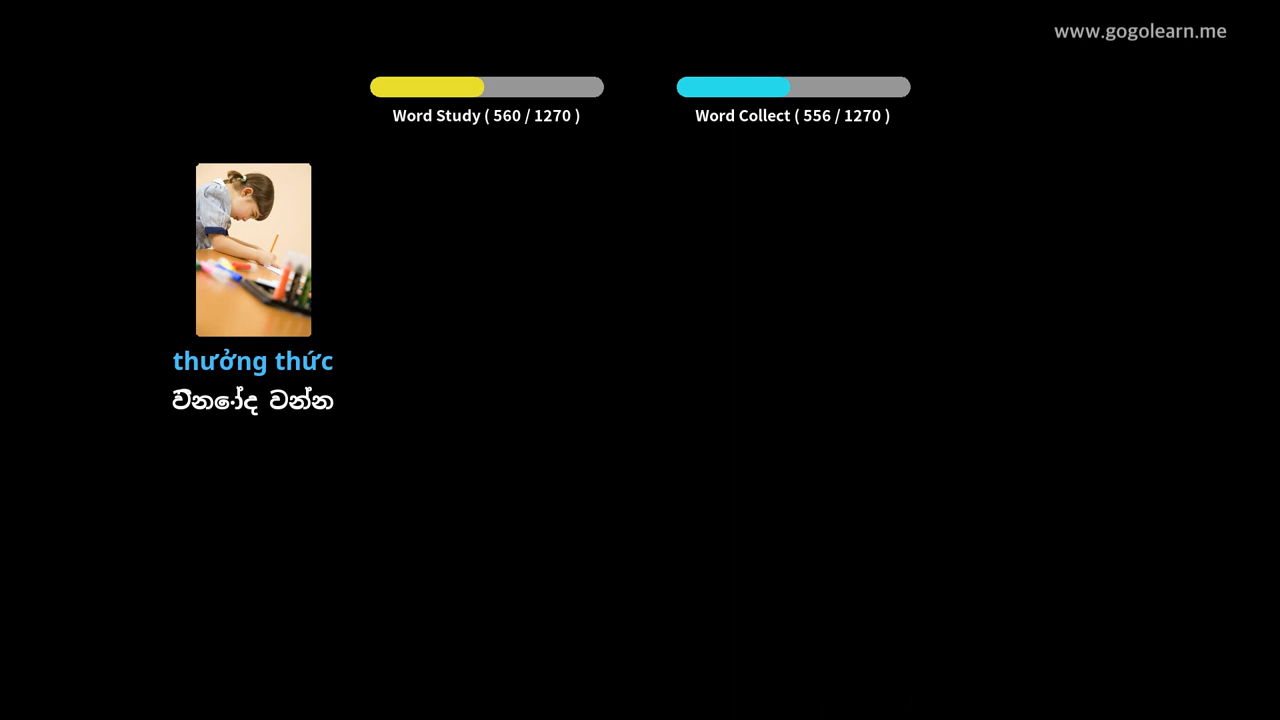 www.gogolearn.me
Word Study ( 560 / 1270 )
Word Collect ( 556 / 1270 )
thưởng thức
විනෝද වන්න